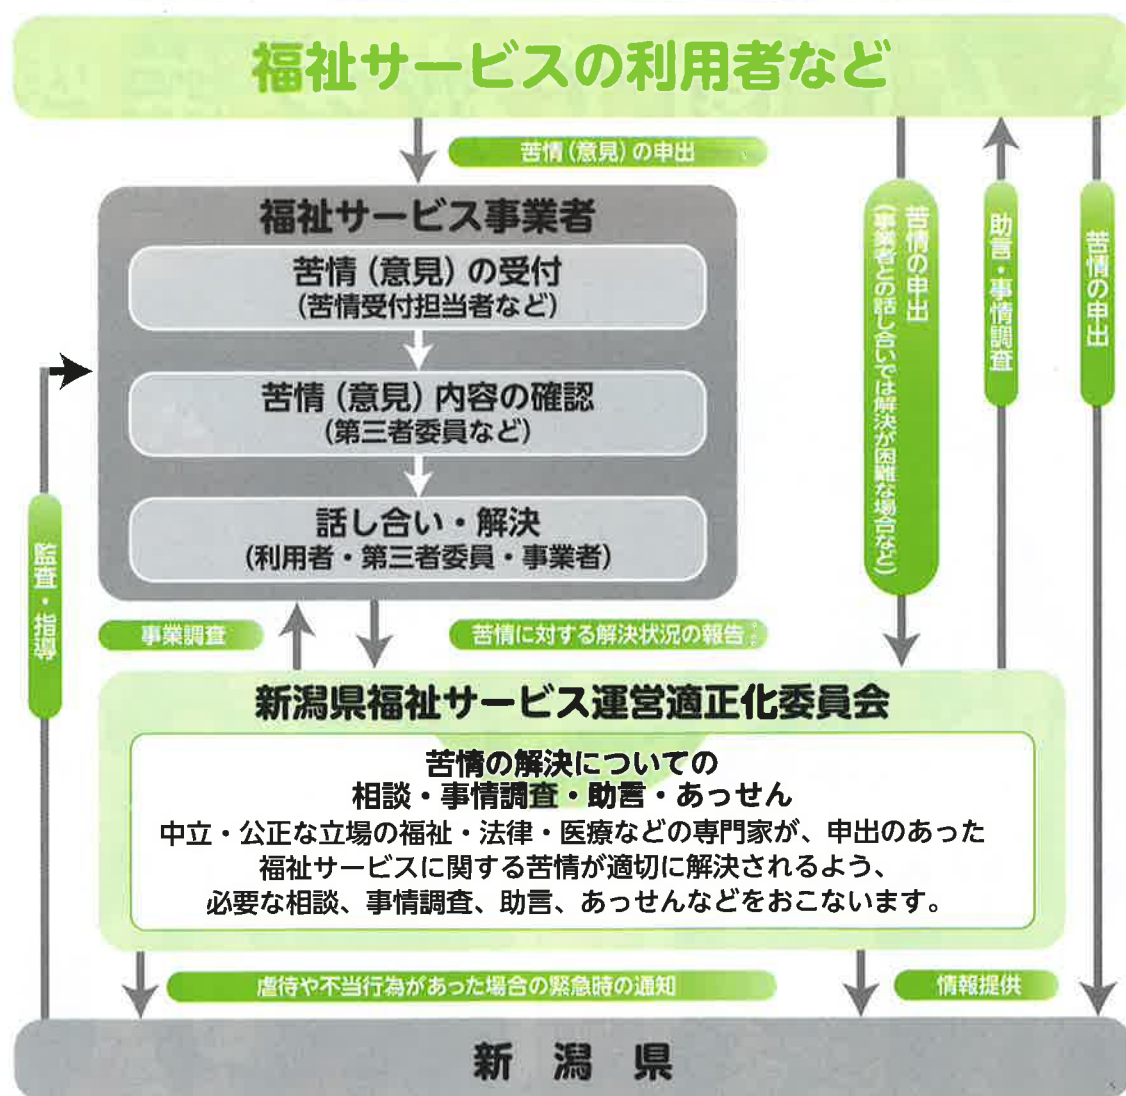 福祉サービスの利用者など
苦情（意見）の申出
福祉サービス事業者
苦情（意見）の受付
（苦情受付担当者など）
苦情（意見）内容の確認
（第三者委員など）
話し合い・解決
（利用者・第三者委員・事業者）
苦情の申出
（事業者との話し合いでは解決が困難な場合など）
助言・事情調査
苦情の申出
監査・指導
事業調査
苦情に対する解決状況の報告
新潟県福祉サービス運営適正化委員会
苦情の解決についての
相談・事情調査・助言・あっせん
中立・公正な立場の福祉・法律・医療などの専門家が、申出のあった
福祉サービスに関する苦情が適切に解決されるよう、
必要な相談、事情調査、助言、あっせんなどをおこないます。
虐待や不当行為があった場合の緊急時の通知
情報提供
新潟県